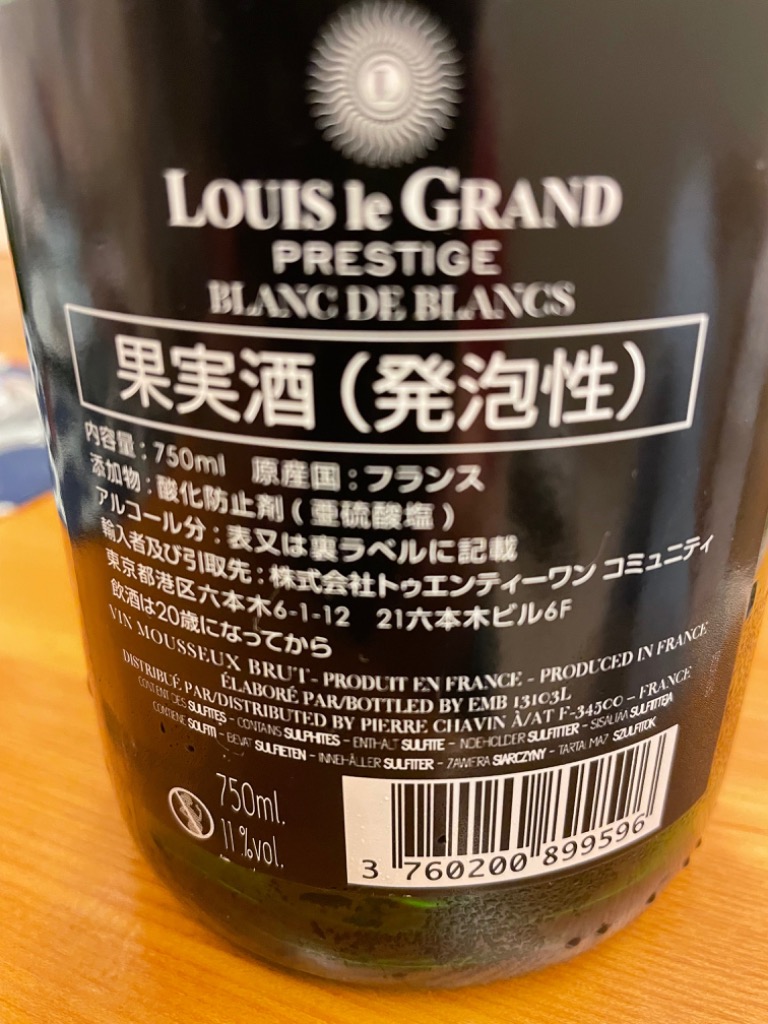 L
LOUIS le GRAND
PRESTIGE
BLANC DE BLANCS
果実酒（発泡性）
内容量：750ml 原産国：フランス
添加物：酸化防止剤（亜硫酸塩）
アルコール分：表又は裏ラベルに記載
輸入者及び引取先：株式会社トゥエンティーワン コミュニティ
東京都港区六本木6-1-12 21六本木ビル6F
飲酒は20歳になってから
VIN MOUSSEUX BRUT - PRODUIT EN FRANCE - PRODUCED IN FRANCE
ÉLABORÉ PAR/BOTTLED BY EMB 13103L
DISTRIBUÉ PAR/DISTRIBUTED BY PIERRE CHAVIN À/AT F-34500 - FRANCE
CONTIENT DES SULFITES - CONTAINS SULPHITES - ENTHALT SULFITE - NDEHOLDER SULFITTER - SISALTAA SULFIITTEJA
CONTIENE SOLFITI - BEVAT SULFIETEN - INNEHÅLLER SULFITER - ZAWIERA SIARCZYNY - TARTALMAZ SZULFITOK
750ml.
11%vol.
3 760200 899596